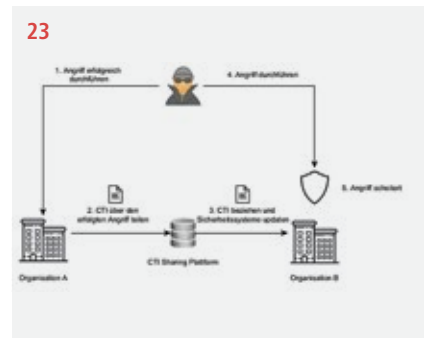 23
1. Angriff erfolgreich
durchführen
4. Angriff durchführen
2. CTI über den
erfolgten Angriff teilen
3. CTI beziehen und
Sicherheitssysteme updaten
5. Angriff scheitert
Organisation A
CTI Sharing Plattform
Organisation B